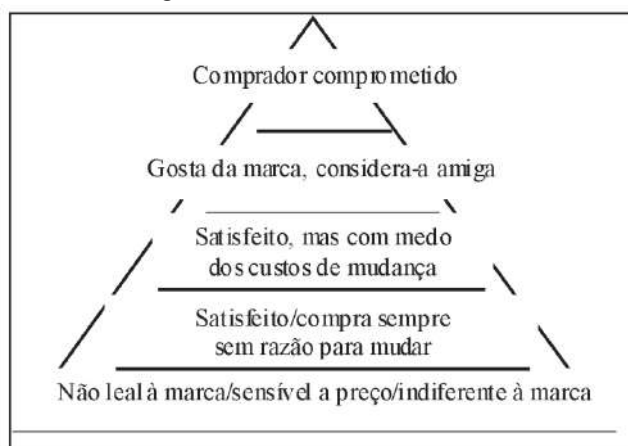 Comprador comprometido
Gosta da marca, considera-a amiga
Satisfeito, mas com medo
dos custos de mudança
Satisfeito/compra sempre
sem razão para mudar
Não leal à marca/sensível a preço/indiferente à marca